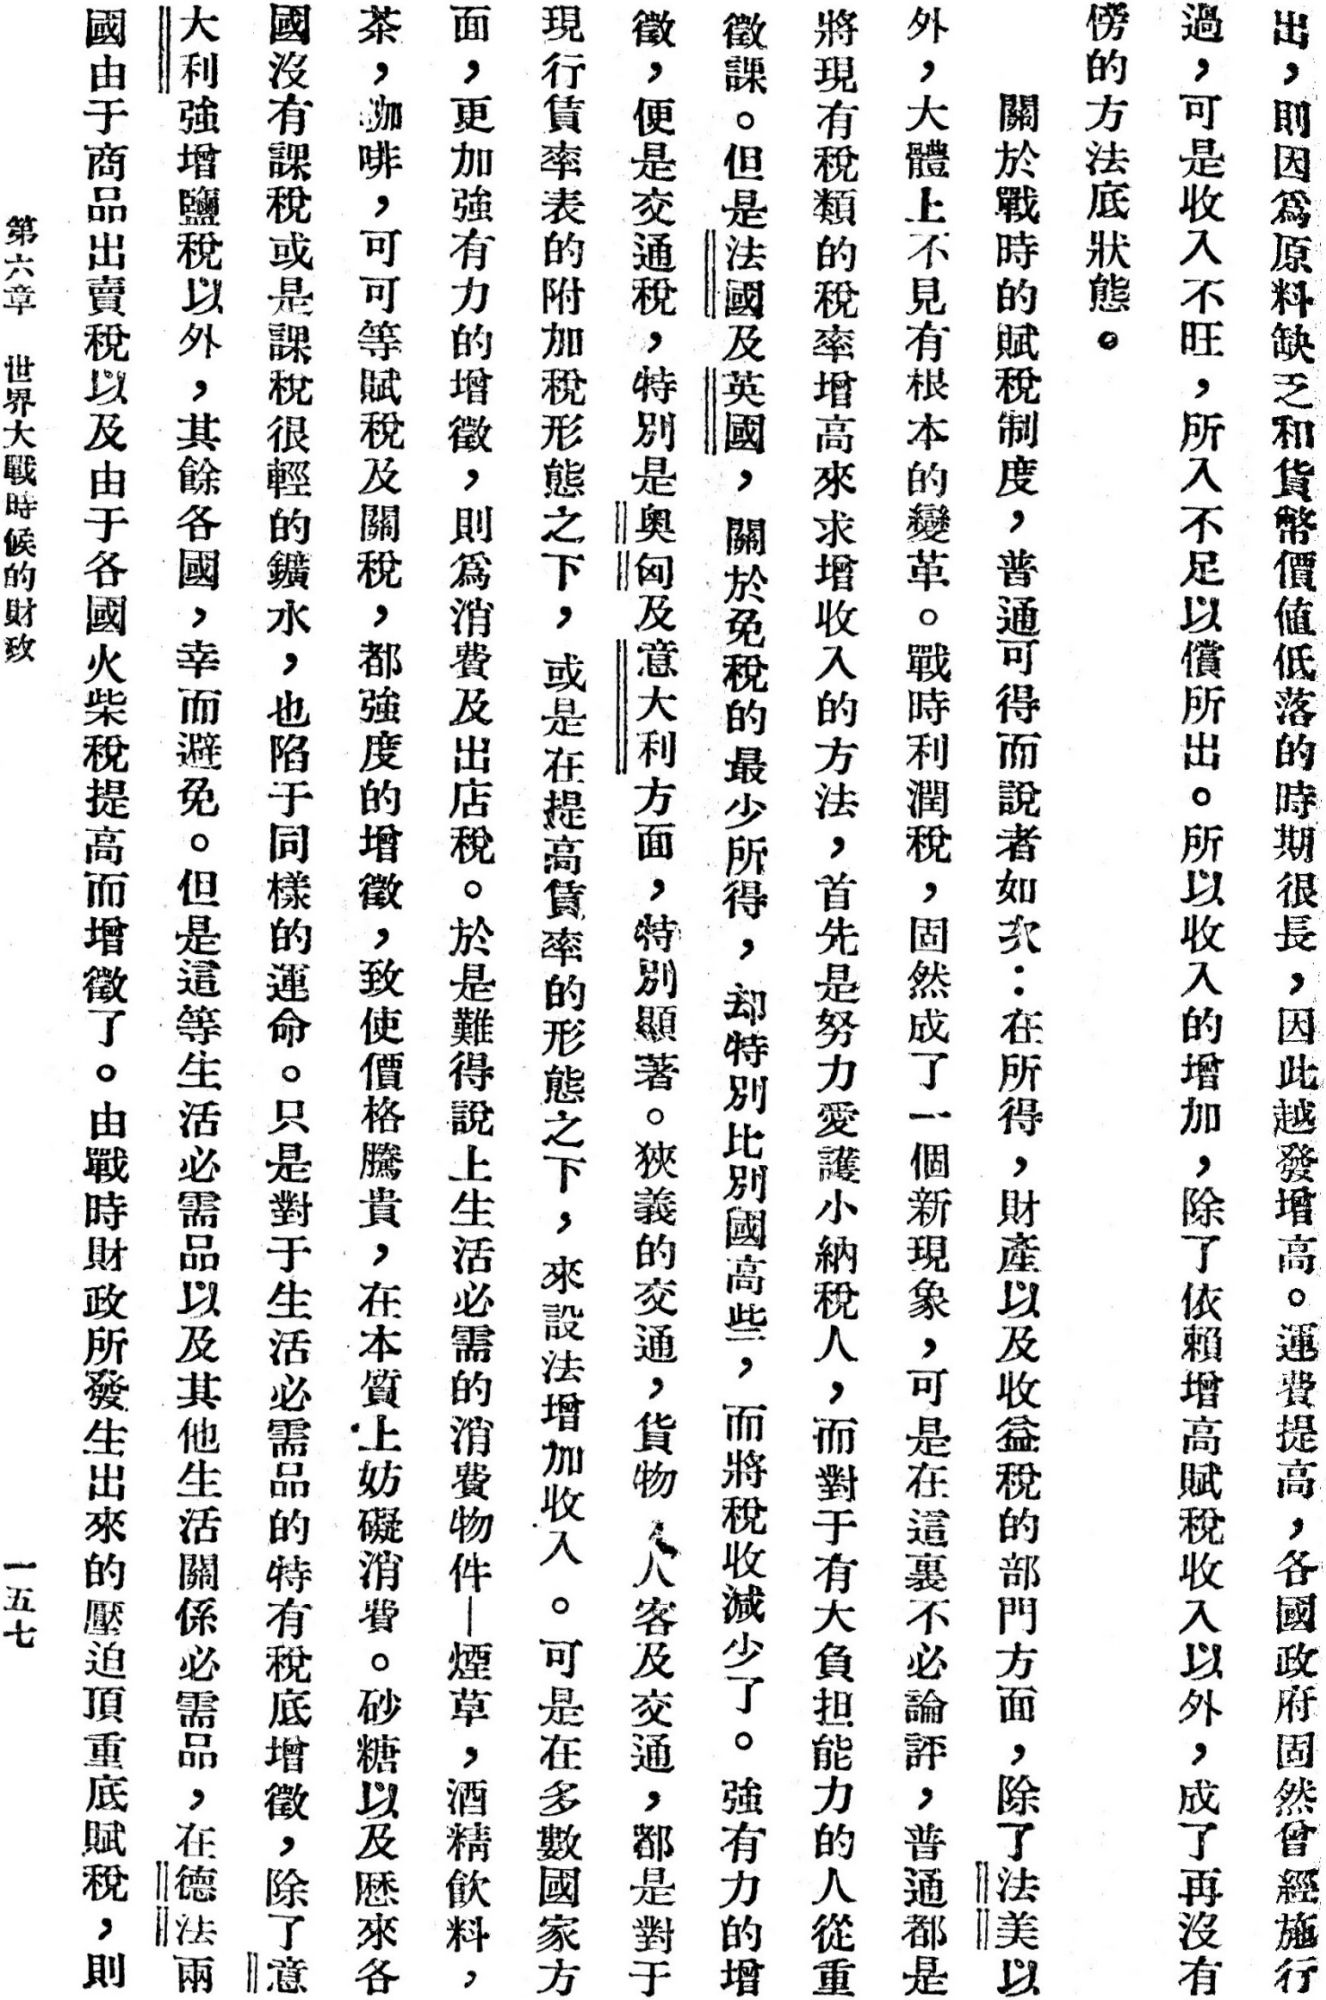 出，則因爲原料缺乏和貨幣價値低落的時期很長，因此越發增高。運費提高，各國政府固然曾經施行
過，可是收入不旺，所入不足以償所出。所以收入的增加，除了依賴增高賦稅收入以外，成了再沒有
傍的方法底狀態。
關於戰時的賦稅制度，普通可得而說者如次：在所得，財產以及收益稅的部門方面，除了法美以
外，大體上不見有根本的變革。戰時利潤稅，固然成了一個新現象，可是在這裏不必論評，普通都是
將現有稅類的稅率增高來求增收入的方法，首先是努力愛護小納稅人，而對于有大負担能力的人從重
徵課。但是法國及英國，關於免稅的最少所得，却特別比別國高些，而將稅收減少了。強有力的增
徵，便是交通稅，特別是奧匈及意大利方面，特別顯著。狹義的交通，貨物人客及交通，都是對于
現行賃率表的附加稅形態之下，或是在提高賃率的形態之下，來設法增加收入。可是在多數國家方
面，更加強有力的增徵，則爲消費及出店稅。於是難得說上生活必需的消費物件—煙草，酒精飲料，
茶，咖啡，可可等賦稅及關稅，都強度的增徵，致使價格騰貴，在本質上妨礙消費。砂糖以及歷來各
國沒有課稅或是課稅很輕的鑛水，也陷于同樣的運命。只是對于生活必需品的特有稅底增徵，除了意
大利強增鹽稅以外，其餘各國，幸而避免。但是這等生活必需品以及其他生活關係必需品，在德法兩
國由于商品出賣稅以及由于各國火柴稅提高而增徵了。由戰時財政所發生出來的壓迫頂重底賦稅，則
第六章　世界大戰時候的財政
一五七